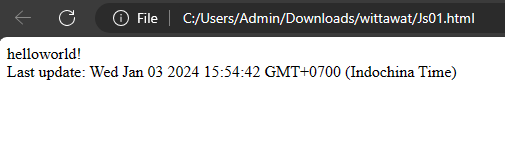 File C:/Users/Admin/Downloads/wittawat/Js01.html
helloworld!
Last update: Wed Jan 03 2024 15:54:42 GMT+0700 (Indochina Time)